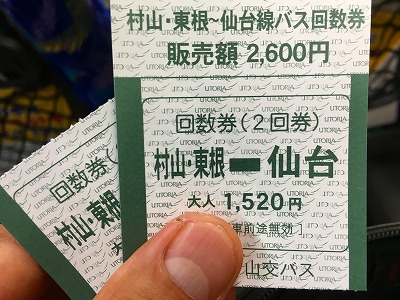 村山・東根~仙台線バス回数券
販売額 2,600円
回数券(2回券)
村山・東根━仙台
大人 1,520円
車前途無効]
山交バス
回数券(
村山・東根
大
UTORIA